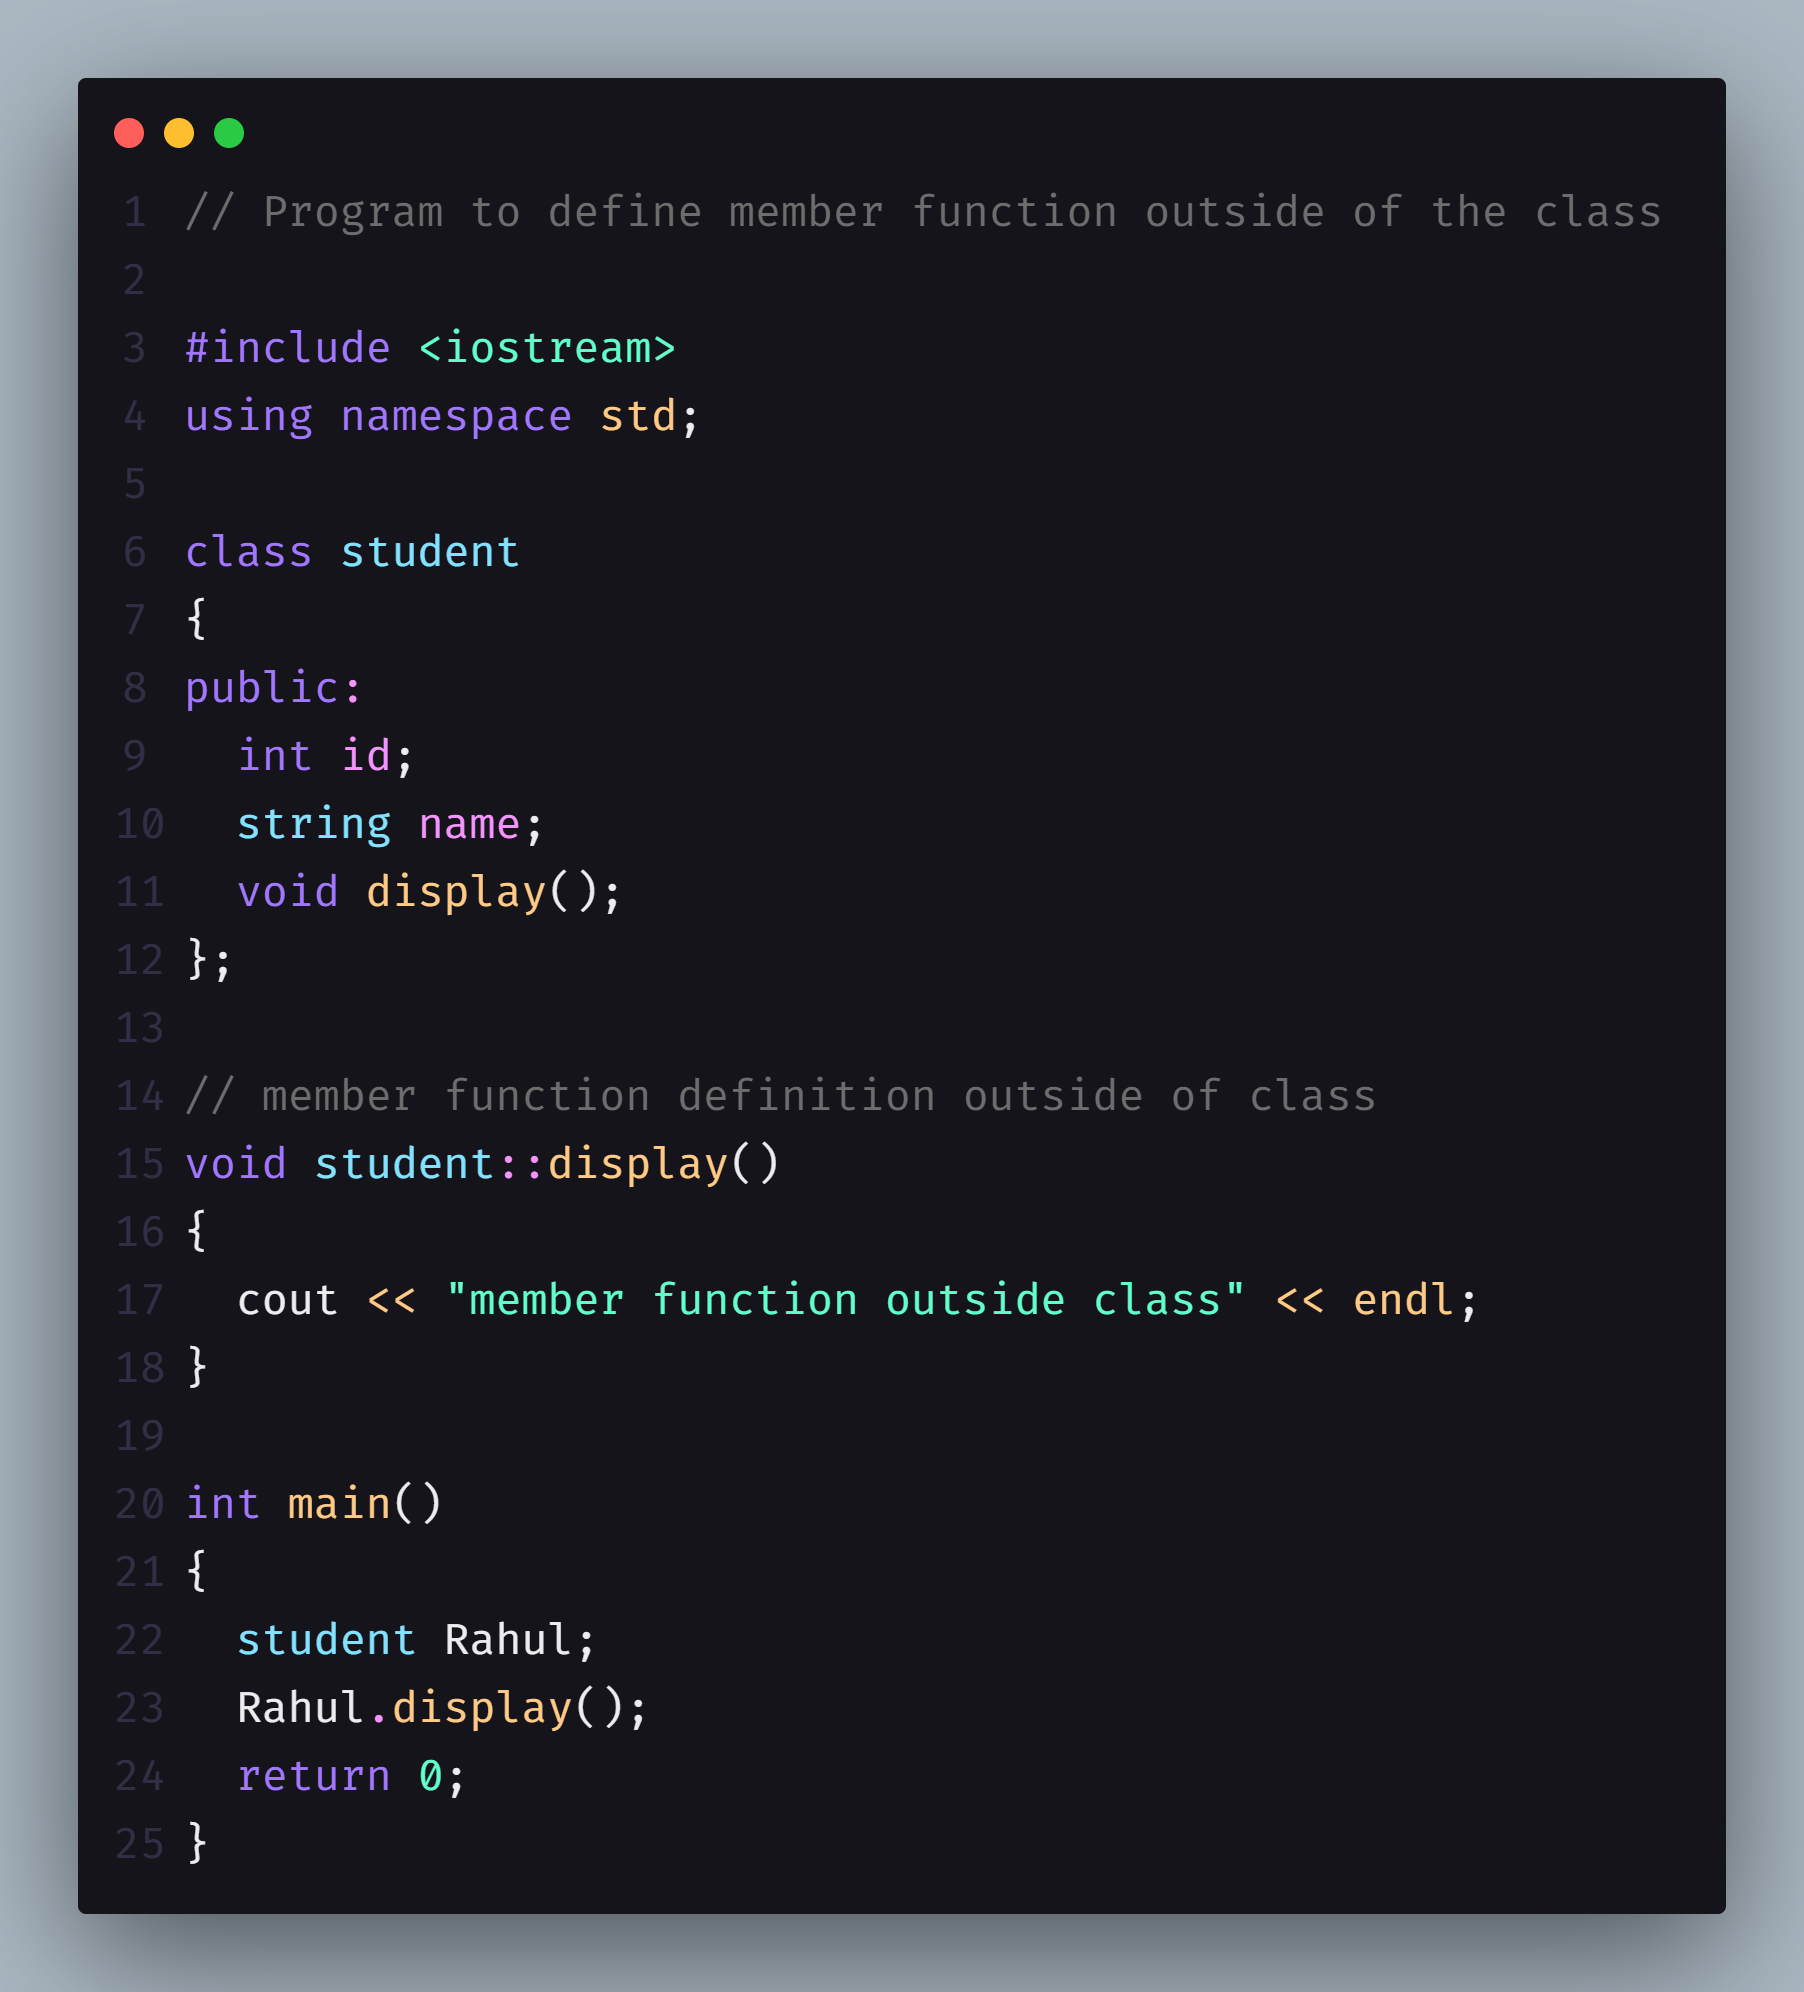 1 // Program to define member function outside of the class
2
3 #include <iostream>
4 using namespace std;
5
6 class student
7 {
8 public:
9   int id;
10   string name;
11   void display();
12 };
13
14 // member function definition outside of class
15 void student::display()
16 {
17   cout << "member function outside class" << endl;
18 }
19
20 int main()
21 {
22   student Rahul;
23   Rahul.display();
24   return 0;
25 }